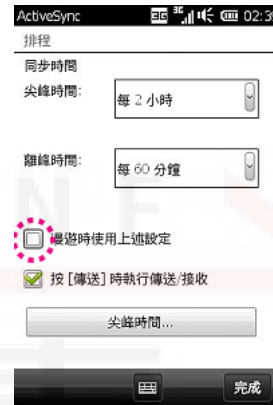 ActiveSync 3G 02:3
排程
同步時間
尖峰時間:
每 2 小時
離峰時間:
每 60 分鐘
漫遊時使用上述設定
按 [傳送] 時執行傳送/接收
尖峰時間...
完成